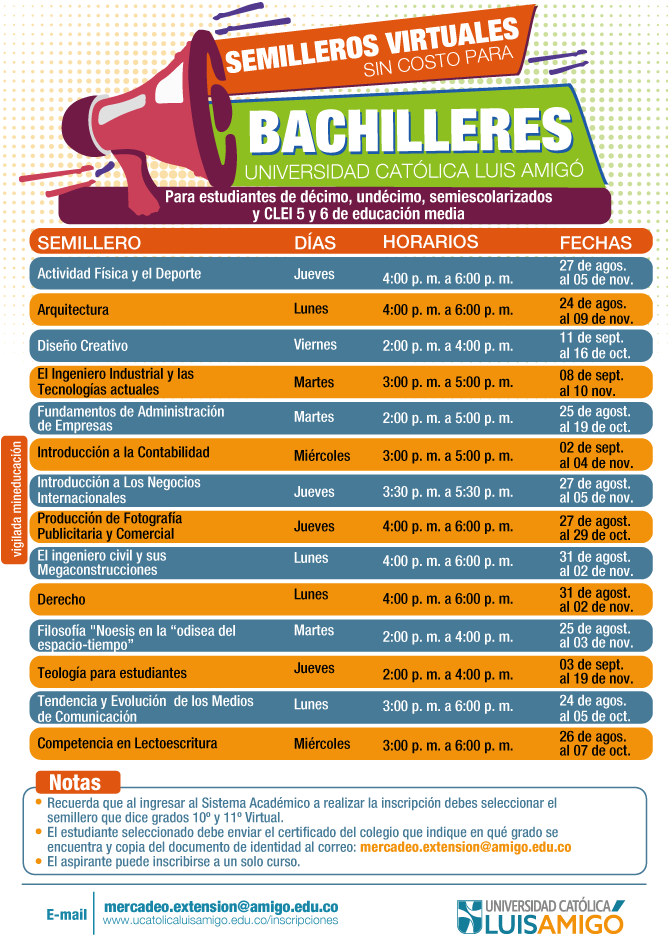 SEMILLEROS VIRTUALES
SIN COSTO PARA
BACHILLERES
UNIVERSIDAD CATÓLICA LUIS AMIGÓ
Para estudiantes de décimo, undécimo, semiescolarizados
y CLEI 5 y 6 de educación media
SEMILLERO DÍAS HORARIOS FECHAS
Actividad Física y el Deporte Jueves 4:00 p. m. a 6:00 p. m. 27 de agos.
al 05 de nov.
Arquitectura Lunes 4:00 p. m. a 6:00 p. m. 24 de agos.
al 09 de nov.
Diseño Creativo Viernes 2:00 p. m. a 4:00 p. m. 11 de sept.
al 16 de oct.
El Ingeniero Industrial y las
Tecnologías actuales Martes 3:00 p. m. a 5:00 p. m. 08 de sept.
al 10 nov.
Fundamentos de Administración
de Empresas Martes 2:00 p. m. a 5:00 p. m. 25 de agost.
al 19 de oct.
Introducción a la Contabilidad Miércoles 3:00 p. m. a 5:00 p. m. 02 de sept.
al 04 de nov.
Introducción a Los Negocios
Internacionales Jueves 3:30 p. m. a 5:30 p. m. 27 de agost.
al 05 de nov.
Producción de Fotografía
Publicitaria y Comercial Jueves 4:00 p. m. a 6:00 p. m. 27 de agost.
al 29 de oct.
El ingeniero civil y sus
Megaconstrucciones Lunes 4:00 p. m. a 6:00 p. m. 31 de agost.
al 02 de nov.
Derecho Lunes 4:00 p. m. a 6:00 p. m. 31 de agost.
al 02 de nov.
Filosofía "Noesis en la “odisea del
espacio-tiempo” Martes 2:00 p. m. a 4:00 p. m. 25 de agost.
al 03 de nov.
Teología para estudiantes Jueves 2:00 p. m. a 4:00 p. m. 03 de sept.
al 19 de nov.
Tendencia y Evolución de los Medios
de Comunicación Lunes 3:00 p. m. a 6:00 p. m. 24 de agos.
al 05 de oct.
Competencia en Lectoescritura Miércoles 3:00 p. m. a 6:00 p. m. 26 de agos.
al 07 de oct.
vigilada mineducación
Notas
• Recuerda que al ingresar al Sistema Académico a realizar la inscripción debes seleccionar el
semillero que dice grados 10º y 11º Virtual.
• El estudiante seleccionado debe enviar el certificado del colegio que indique en qué grado se
encuentra y copia del documento de identidad al correo: mercadeo.extension@amigo.edu.co
• El aspirante puede inscribirse a un solo curso.
E-mail
mercadeo.extension@amigo.edu.co
www.ucatolicaluisamigo.edu.co/inscripciones
UNIVERSIDAD CATÓLICA
LUISAMIGÓ